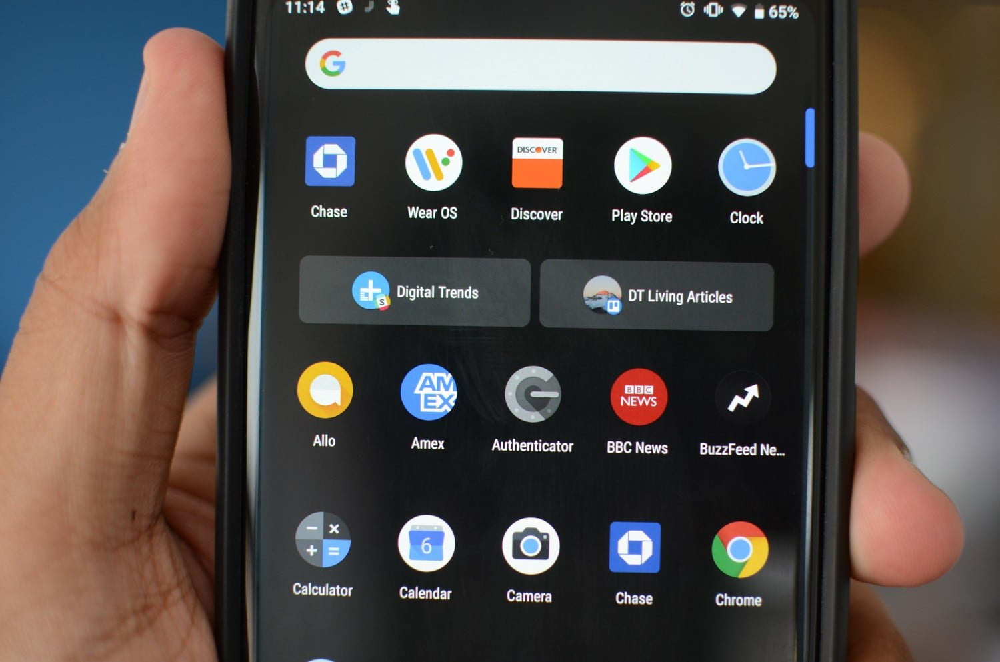 11:14 65%
G
DISCOVER
Chase Wear OS Discover Play Store Clock
S
Digital Trends DT Living Articles
AM
EX
BBC
NEWS
Allo Amex Authenticator BBC News BuzzFeed Ne...
− ×
+ =
6
Calculator Calendar Camera Chase Chrome